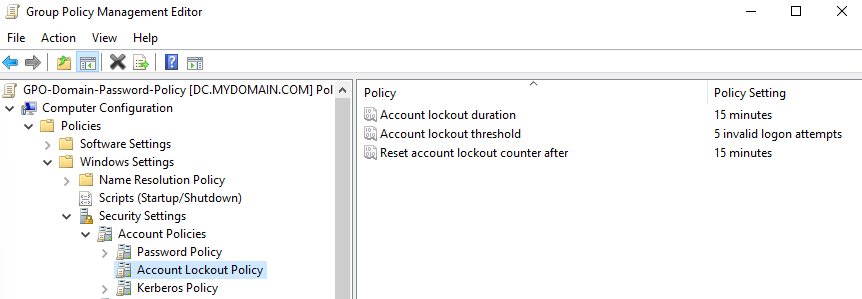 Group Policy Management Editor
File Action View Help
GPO-Domain-Password-Policy [DC.MYDOMAIN.COM] Pol
Computer Configuration
Policies
Software Settings
Windows Settings
Name Resolution Policy
Scripts (Startup/Shutdown)
Security Settings
Account Policies
Password Policy
Account Lockout Policy
Kerberos Policy
Policy Policy Setting
Account lockout duration 15 minutes
Account lockout threshold 5 invalid logon attempts
Reset account lockout counter after 15 minutes